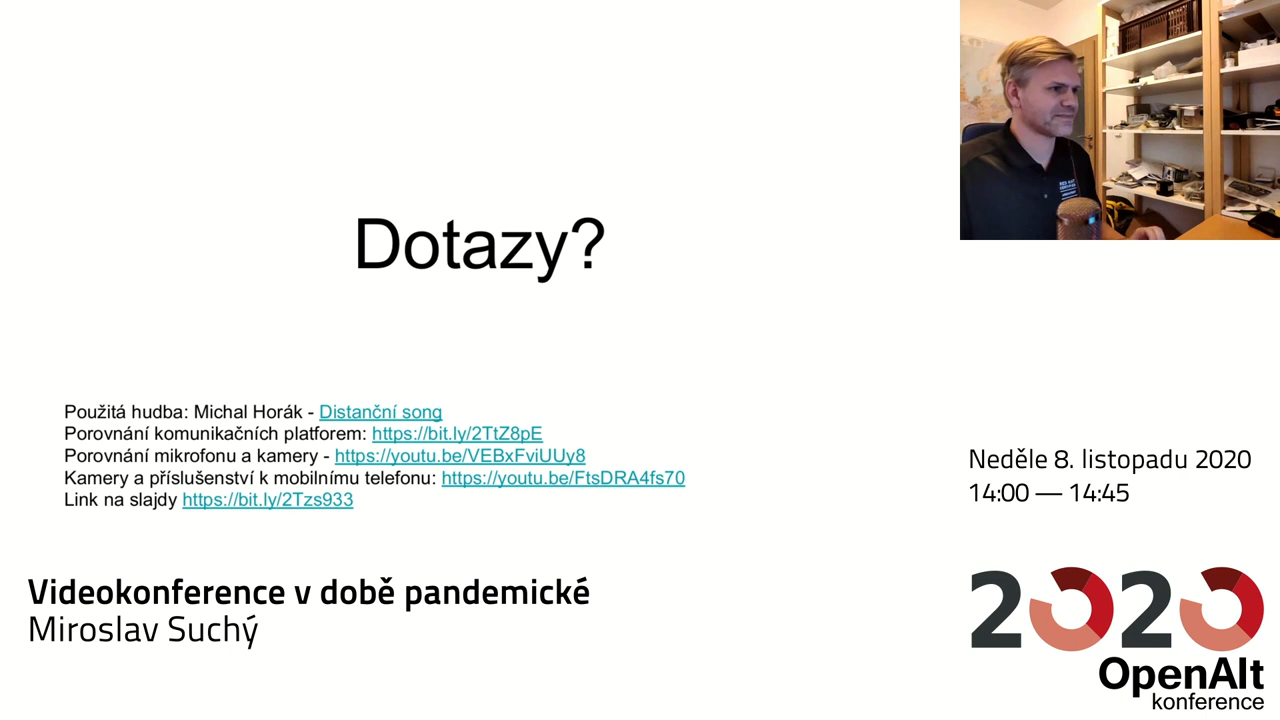 Dotazy?
Použitá hudba: Michal Horák - Distanční song
Porovnání komunikačních platforem: https://bit.ly/2TtZ8pE
Porovnání mikrofonu a kamery - https://youtu.be/VEBxFviUUy8
Kamery a příslušenství k mobilnímu telefonu: https://youtu.be/FtsDRA4fs70
Link na slajdy https://bit.ly/2Tzs933
Neděle 8. listopadu 2020
14:00 — 14:45
Videokonference v době pandemické
Miroslav Suchý
2020
OpenAlt
konference